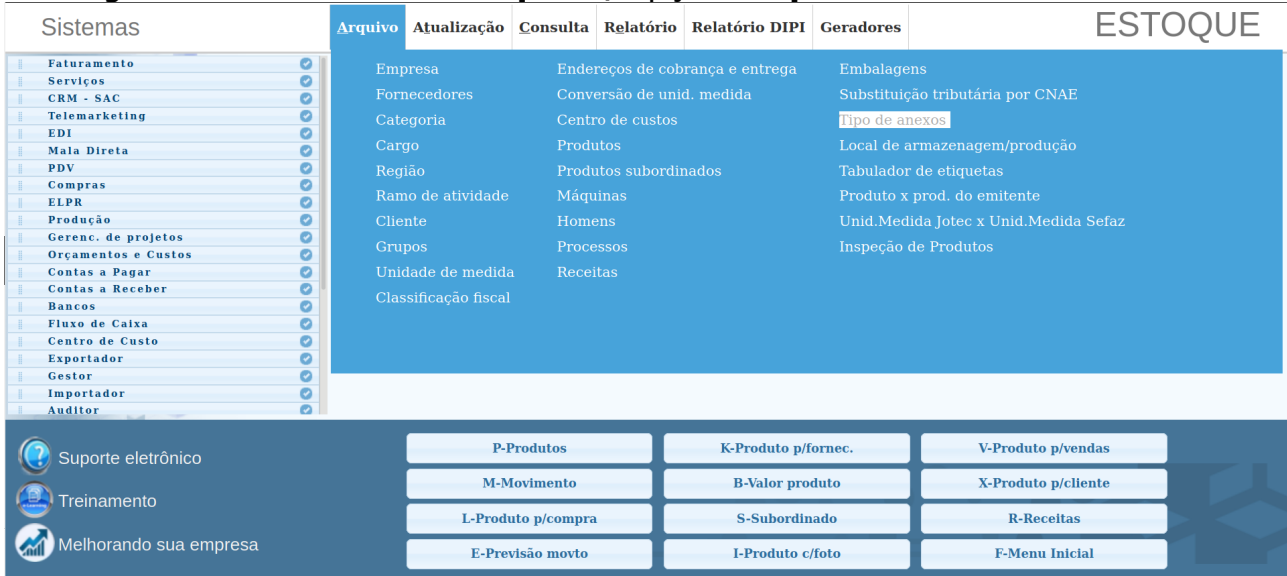 Sistemas
Arquivo Atualização Consulta Relatório Relatório DIPI Geradores
ESTOQUE
Faturamento
Serviços
CRM - SAC
Telemarketing
EDI
Mala Direta
PDV
Compras
ELPR
Produção
Gerenc. de projetos
Orçamentos e Custos
Contas a Pagar
Contas a Receber
Bancos
Fluxo de Caixa
Centro de Custo
Exportador
Gestor
Importador
Auditor
Empresa
Fornecedores
Categoria
Cargo
Região
Ramo de atividade
Cliente
Grupos
Unidade de medida
Classificação fiscal
Endereços de cobrança e entrega
Conversão de unid. medida
Centro de custos
Produtos
Produtos subordinados
Máquinas
Homens
Processos
Receitas
Embalagens
Substituição tributária por CNAE
Tipo de anexos
Local de armazenagem/produção
Tabulador de etiquetas
Produto x prod. do emitente
Unid.Medida Jotec x Unid.Medida Sefaz
Inspeção de Produtos
Suporte eletrônico
Treinamento
Melhorando sua empresa
P-Produtos K-Produto p/fornec. V-Produto p/vendas
M-Movimento B-Valor produto X-Produto p/cliente
L-Produto p/compra S-Subordinado R-Receitas
E-Previsão movto I-Produto c/foto F-Menu Inicial